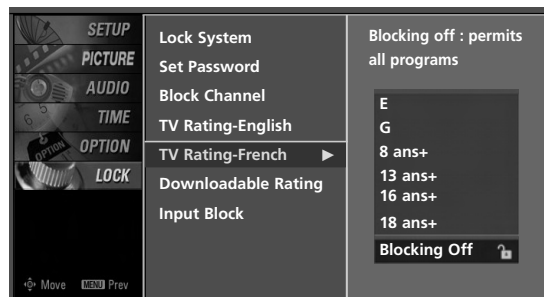 SETUP
PICTURE
AUDIO
TIME
OPTION
LOCK
Move MENU Prev
Lock System
Set Password
Block Channel
TV Rating-English
TV Rating-French
Downloadable Rating
Input Block
Blocking off : permits
all programs
E
G
8 ans+
13 ans+
16 ans+
18 ans+
Blocking Off